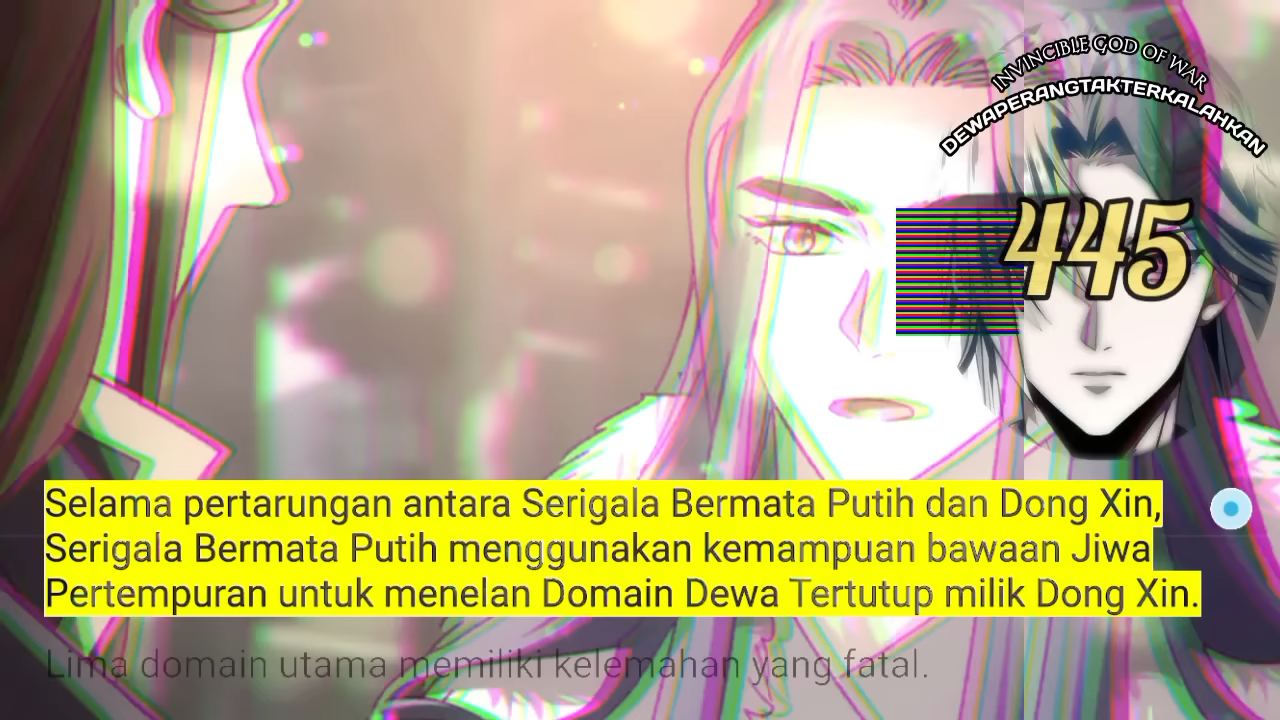 INVINCIBLE GOD OF WAR
DEWAPERANGTAKTERKALAHKAN
445
Selama pertarungan antara Serigala Bermata Putih dan Dong Xin,
Serigala Bermata Putih menggunakan kemampuan bawaan Jiwa
Pertempuran untuk menelan Domain Dewa Tertutup milik Dong Xin.
Lima domain utama memiliki kelemahan yang fatal.